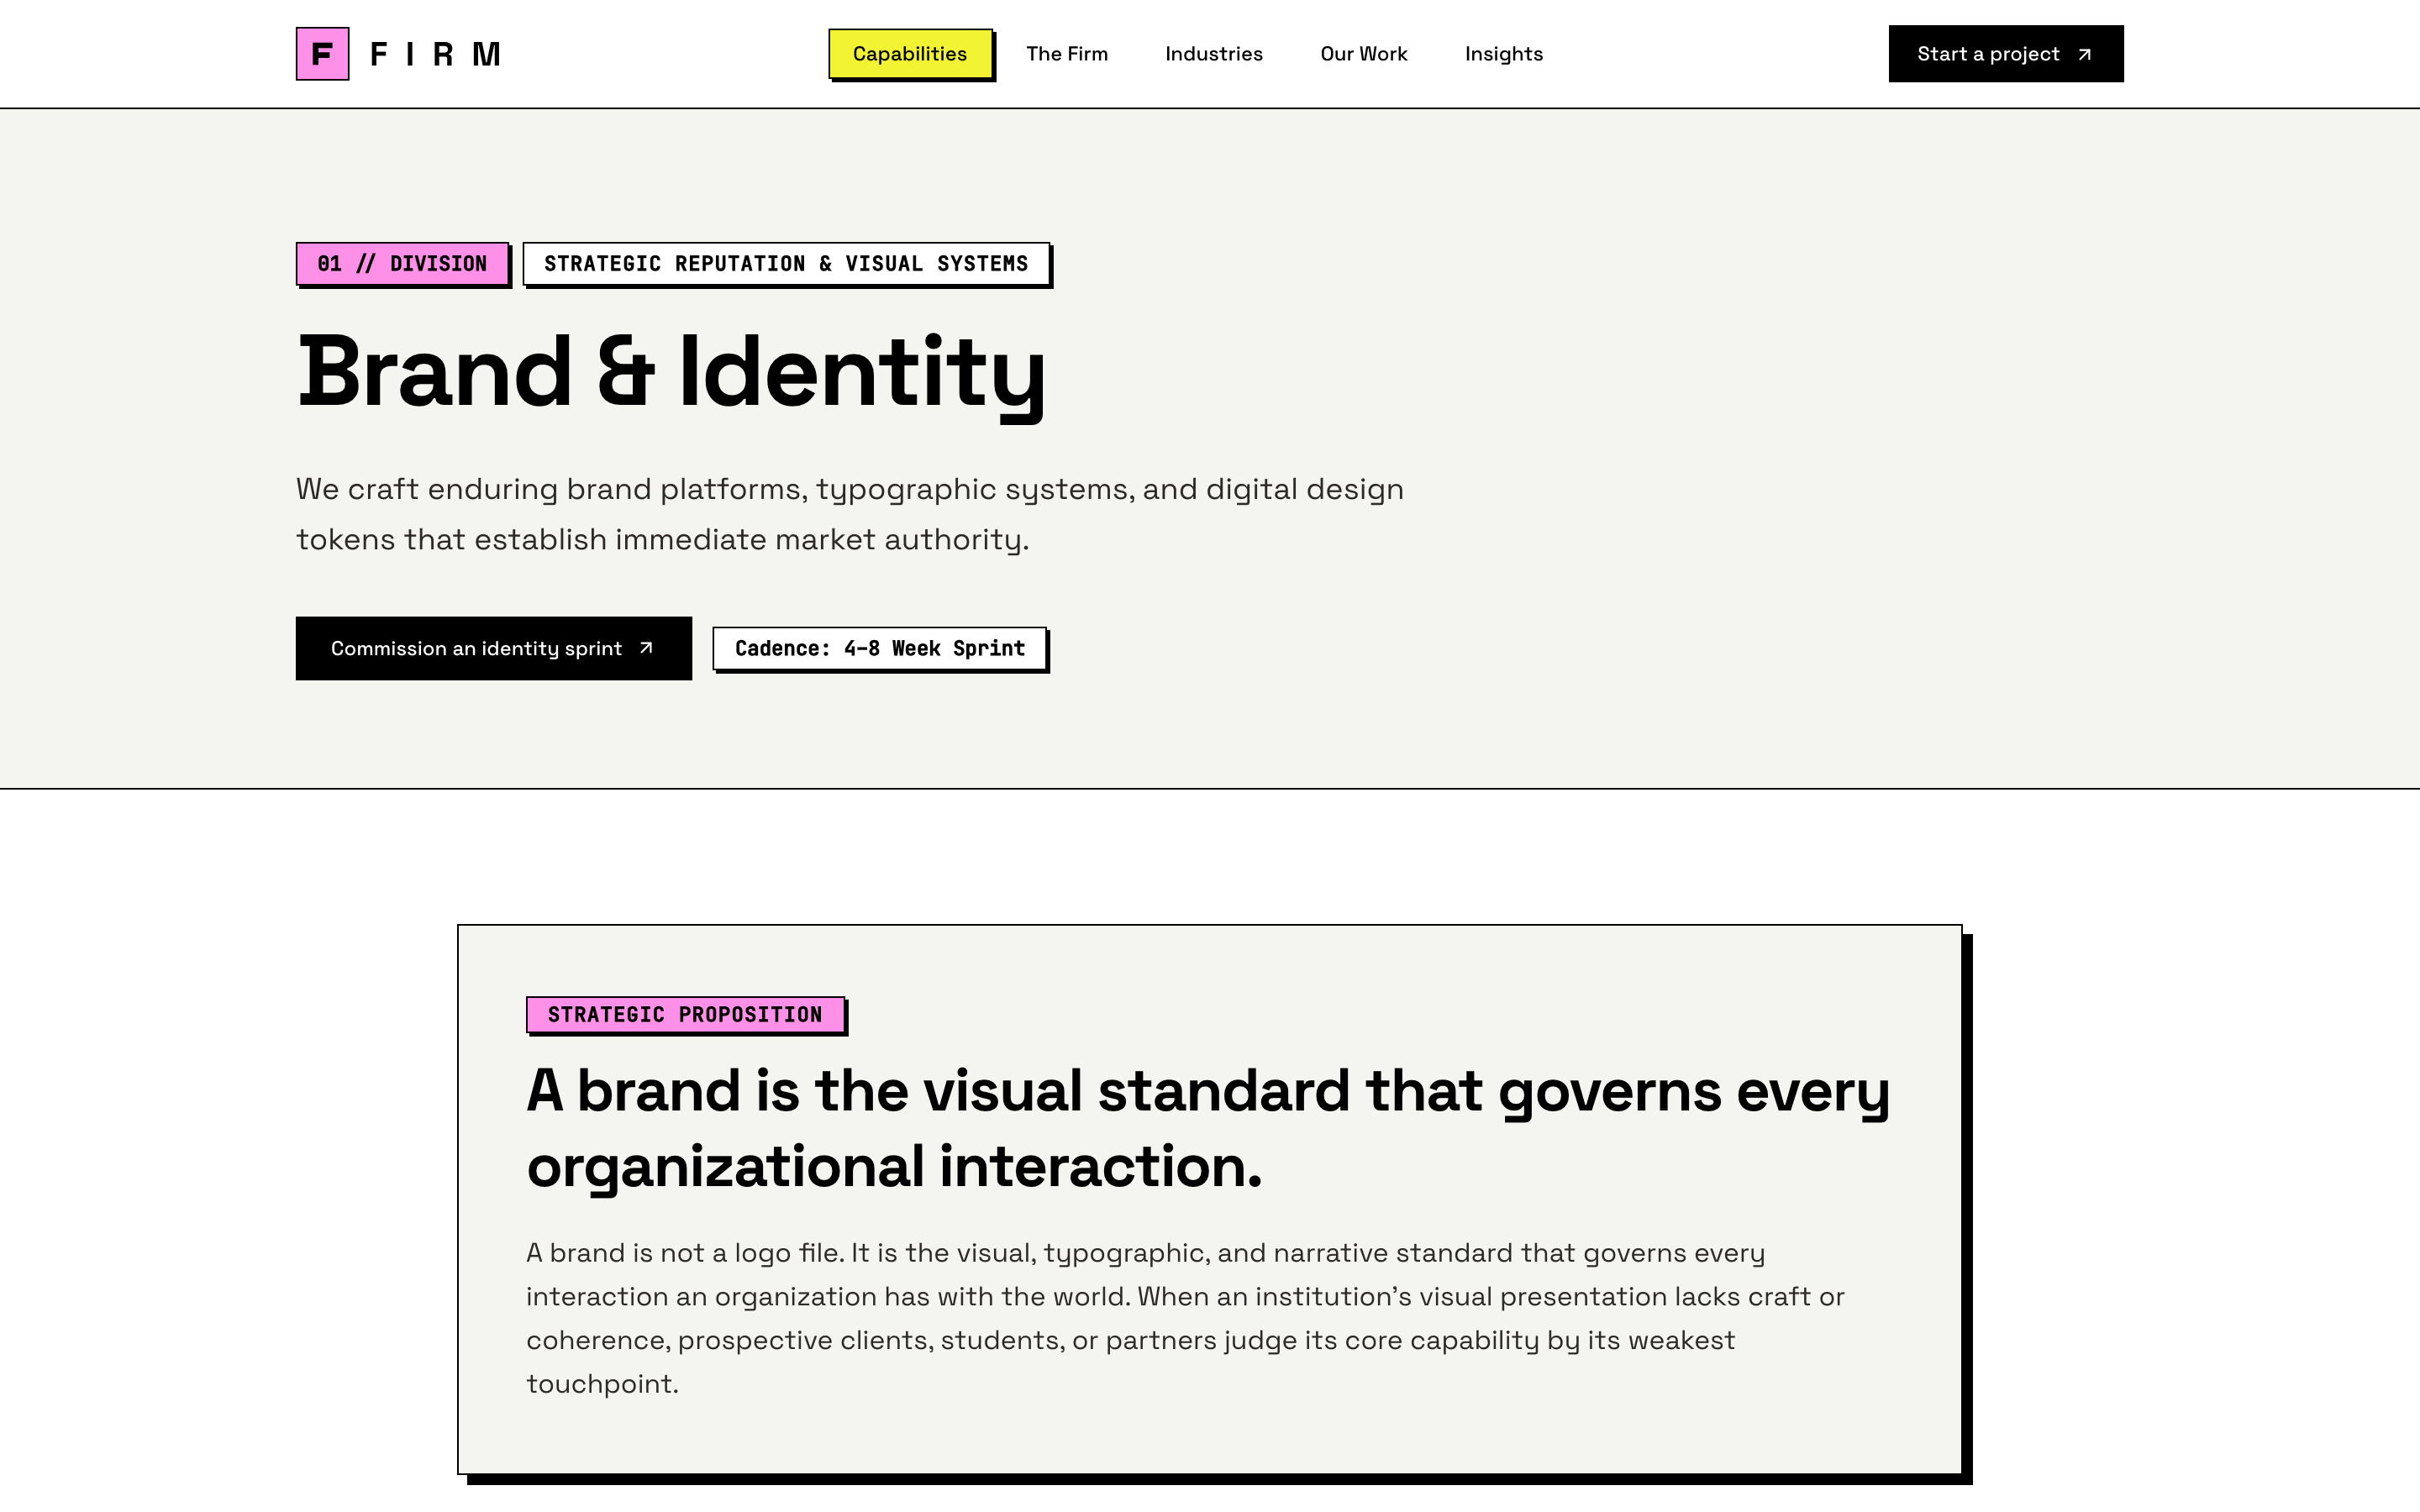 F FIRM
Capabilities The Firm Industries Our Work Insights
Start a project
01 // DIVISION
STRATEGIC REPUTATION & VISUAL SYSTEMS
Brand & Identity
We craft enduring brand platforms, typographic systems, and digital design
tokens that establish immediate market authority.
Commission an identity sprint
Cadence: 4–8 Week Sprint
STRATEGIC PROPOSITION
A brand is the visual standard that governs every
organizational interaction.
A brand is not a logo file. It is the visual, typographic, and narrative standard that governs every
interaction an organization has with the world. When an institution’s visual presentation lacks craft or
coherence, prospective clients, students, or partners judge its core capability by its weakest
touchpoint.